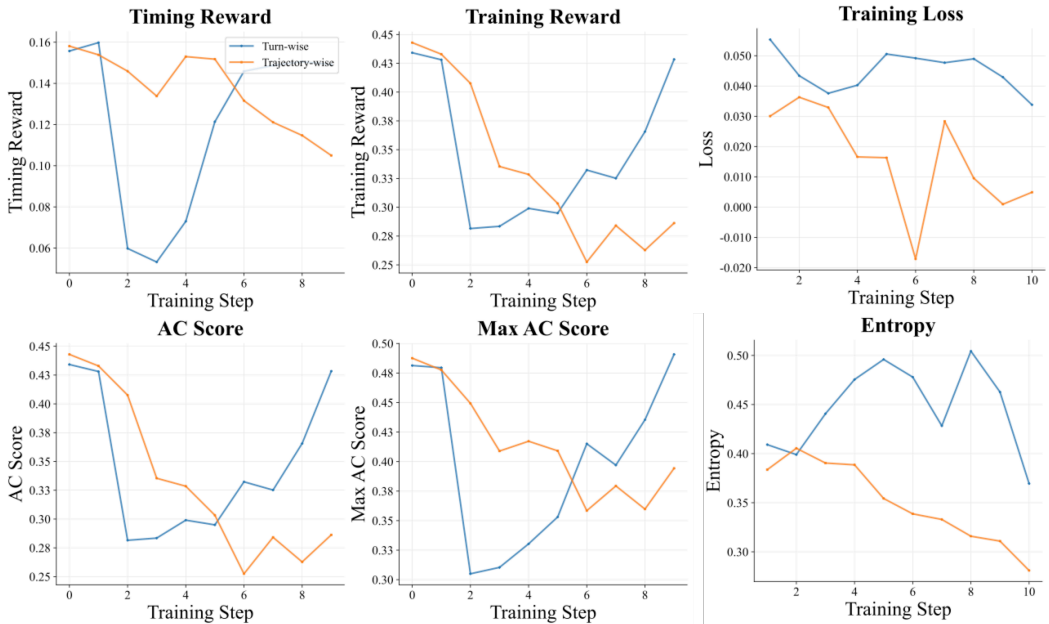 Timing Reward
Timing Reward
0.16
0.14
0.12
0.10
0.08
0.06
Turn-wise
Trajectory-wise
0 2 4 6 8
Training Step
Training Reward
Training Reward
0.45
0.43
0.40
0.38
0.35
0.33
0.30
0.28
0.25
0 2 4 6 8
Training Step
Training Loss
Loss
0.050
0.040
0.030
0.020
0.010
0.000
-0.010
-0.020
2 4 6 8 10
Training Step
AC Score
AC Score
0.45
0.43
0.40
0.38
0.35
0.33
0.30
0.28
0.25
0 2 4 6 8
Training Step
Max AC Score
Max AC Score
0.50
0.48
0.45
0.43
0.40
0.38
0.35
0.33
0.30
0 2 4 6 8
Training Step
Entropy
Entropy
0.50
0.45
0.40
0.35
0.30
2 4 6 8 10
Training Step